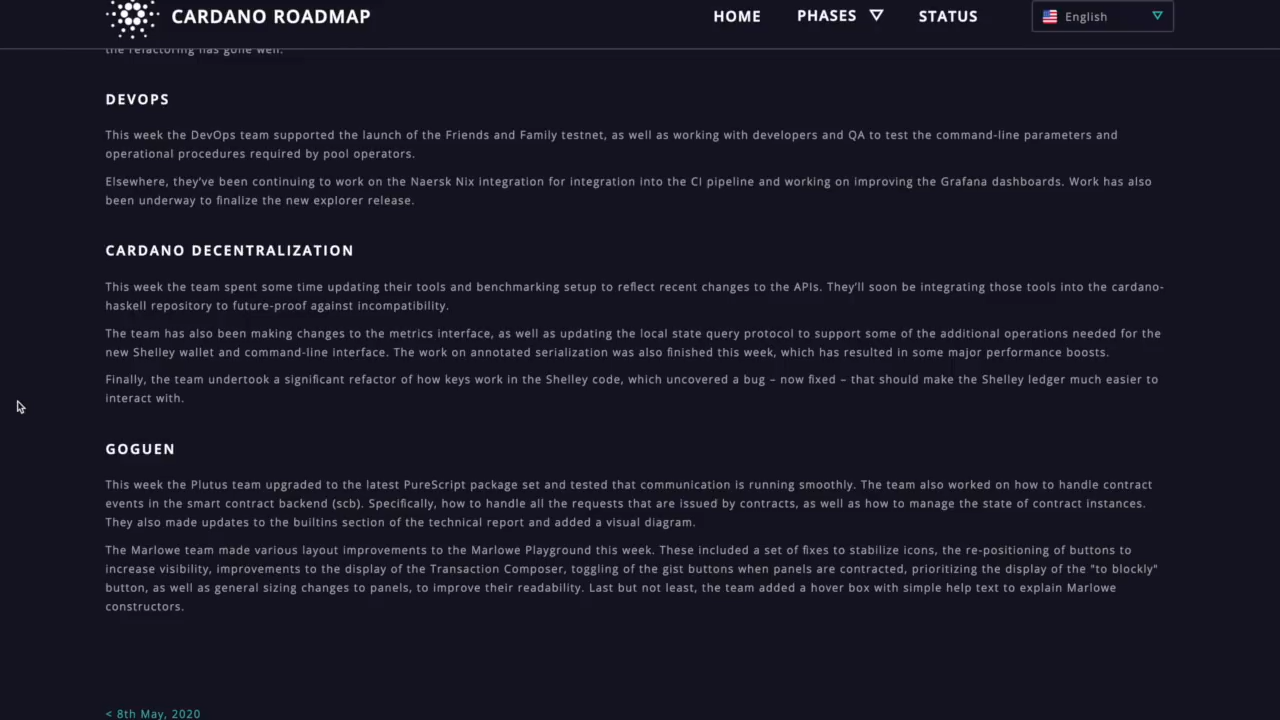 CARDANO ROADMAP
HOME
PHASES
STATUS
English
the refactoring has gone well.
DEVOPS
This week the DevOps team supported the launch of the Friends and Family testnet, as well as working with developers and QA to test the command-line parameters and
operational procedures required by pool operators.
Elsewhere, they've been continuing to work on the Naersk Nix integration for integration into the CI pipeline and working on improving the Grafana dashboards. Work has also
been underway to finalize the new explorer release.
CARDANO DECENTRALIZATION
This week the team spent some time updating their tools and benchmarking setup to reflect recent changes to the APIs. They'll soon be integrating those tools into the cardano-
haskell repository to future-proof against incompatibility.
The team has also been making changes to the metrics interface, as well as updating the local state query protocol to support some of the additional operations needed for the
new Shelley wallet and command-line interface. The work on annotated serialization was also finished this week, which has resulted in some major performance boosts.
Finally, the team undertook a significant refactor of how keys work in the Shelley code, which uncovered a bug – now fixed – that should make the Shelley ledger much easier to
interact with.
GOGUEN
This week the Plutus team upgraded to the latest PureScript package set and tested that communication is running smoothly. The team also worked on how to handle contract
events in the smart contract backend (scb). Specifically, how to handle all the requests that are issued by contracts, as well as how to manage the state of contract instances.
They also made updates to the builtins section of the technical report and added a visual diagram.
The Marlowe team made various layout improvements to the Marlowe Playground this week. These included a set of fixes to stabilize icons, the re-positioning of buttons to
increase visibility, improvements to the display of the Transaction Composer, toggling of the gist buttons when panels are contracted, prioritizing the display of the "to blockly"
button, as well as general sizing changes to panels, to improve their readability. Last but not least, the team added a hover box with simple help text to explain Marlowe
constructors.
< 8th May, 2020